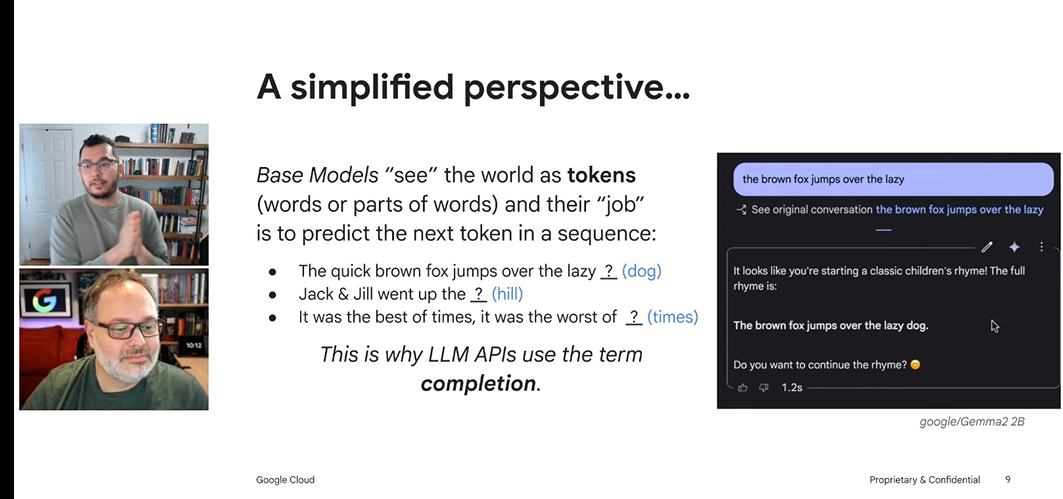 A simplified perspective...
Base Models “see” the world as tokens
(words or parts of words) and their “job”
is to predict the next token in a sequence:
● The quick brown fox jumps over the lazy ? (dog)
● Jack & Jill went up the ? (hill)
● It was the best of times, it was the worst of ? (times)
This is why LLM APIs use the term
completion.
the brown fox jumps over the lazy
See original conversation the brown fox jumps over the lazy
It looks like you're starting a classic children's rhyme! The full
rhyme is:
The brown fox jumps over the lazy dog.
Do you want to continue the rhyme? 😊
1.2s
google/Gemma2 2B
G
10:12
Google Cloud
Proprietary & Confidential 9